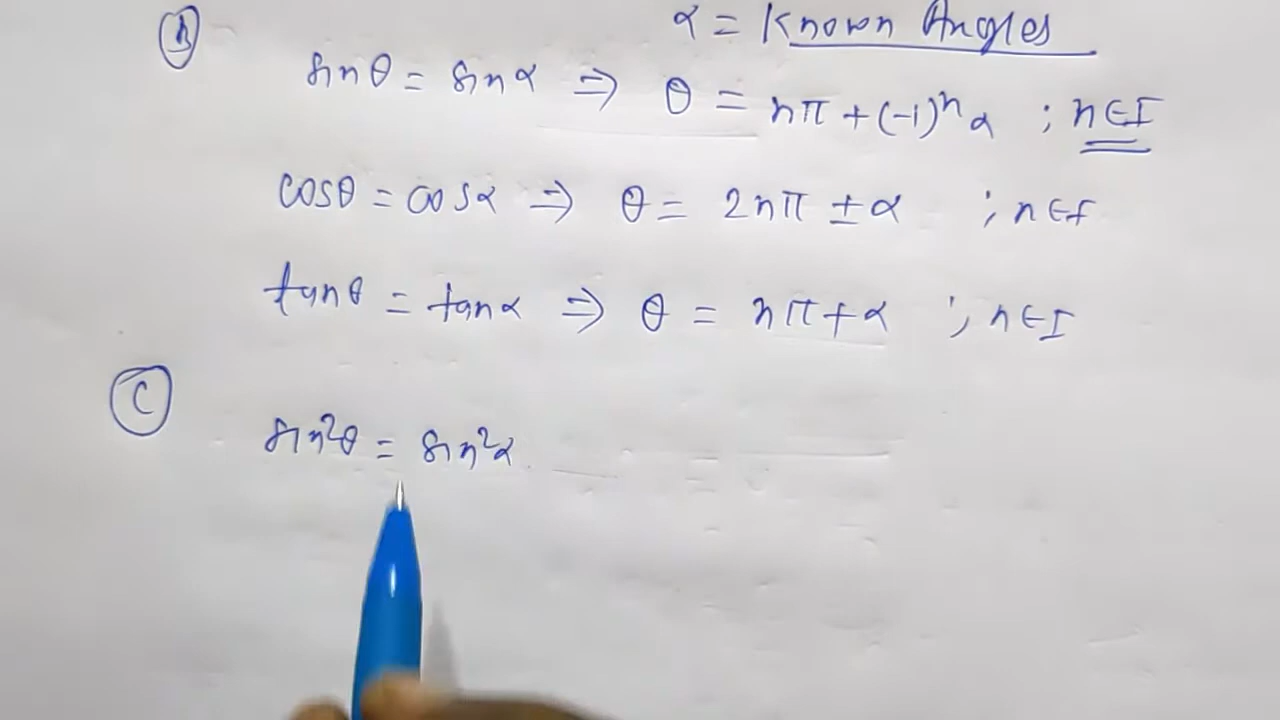 α = Known Angles
(B) sinθ = sinα ⇒ θ = nπ + (-1)ⁿα ; n∈I
cosθ = cosα ⇒ θ = 2nπ ± α ; n∈I
tanθ = tanα ⇒ θ = nπ + α ; n∈I
(C)
sin²θ = sin²α